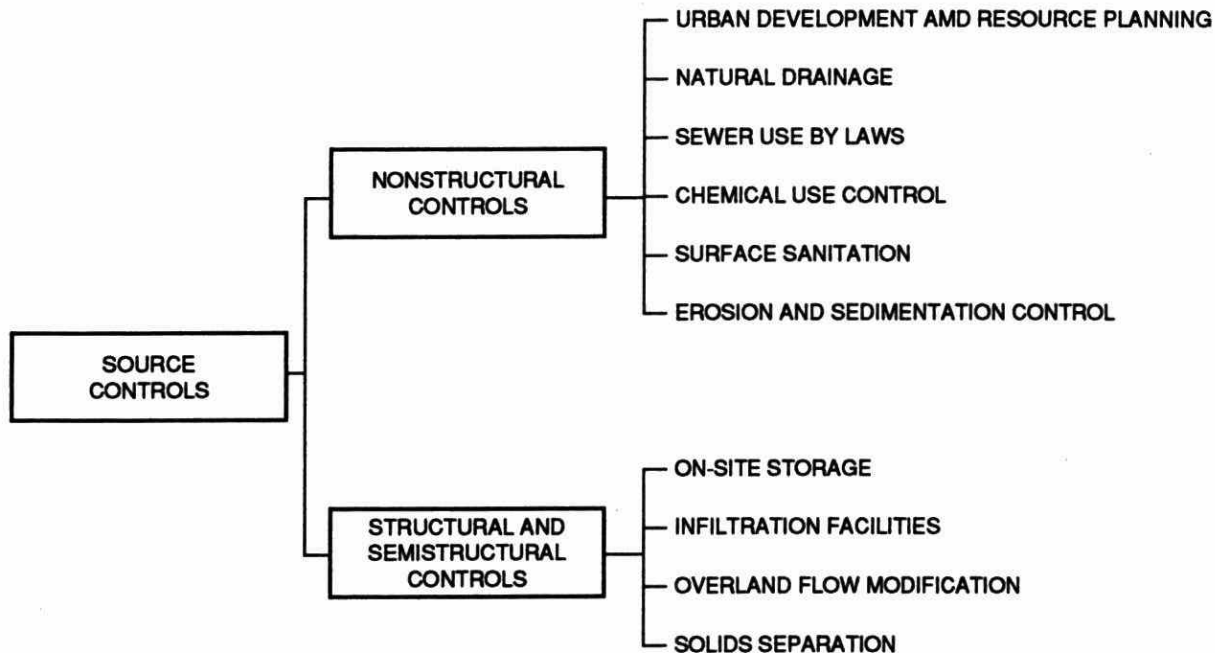 SOURCE
CONTROLS
NONSTRUCTURAL
CONTROLS
URBAN DEVELOPMENT AMD RESOURCE PLANNING
NATURAL DRAINAGE
SEWER USE BY LAWS
CHEMICAL USE CONTROL
SURFACE SANITATION
EROSION AND SEDIMENTATION CONTROL
STRUCTURAL AND
SEMISTRUCTURAL
CONTROLS
ON-SITE STORAGE
INFILTRATION FACILITIES
OVERLAND FLOW MODIFICATION
SOLIDS SEPARATION